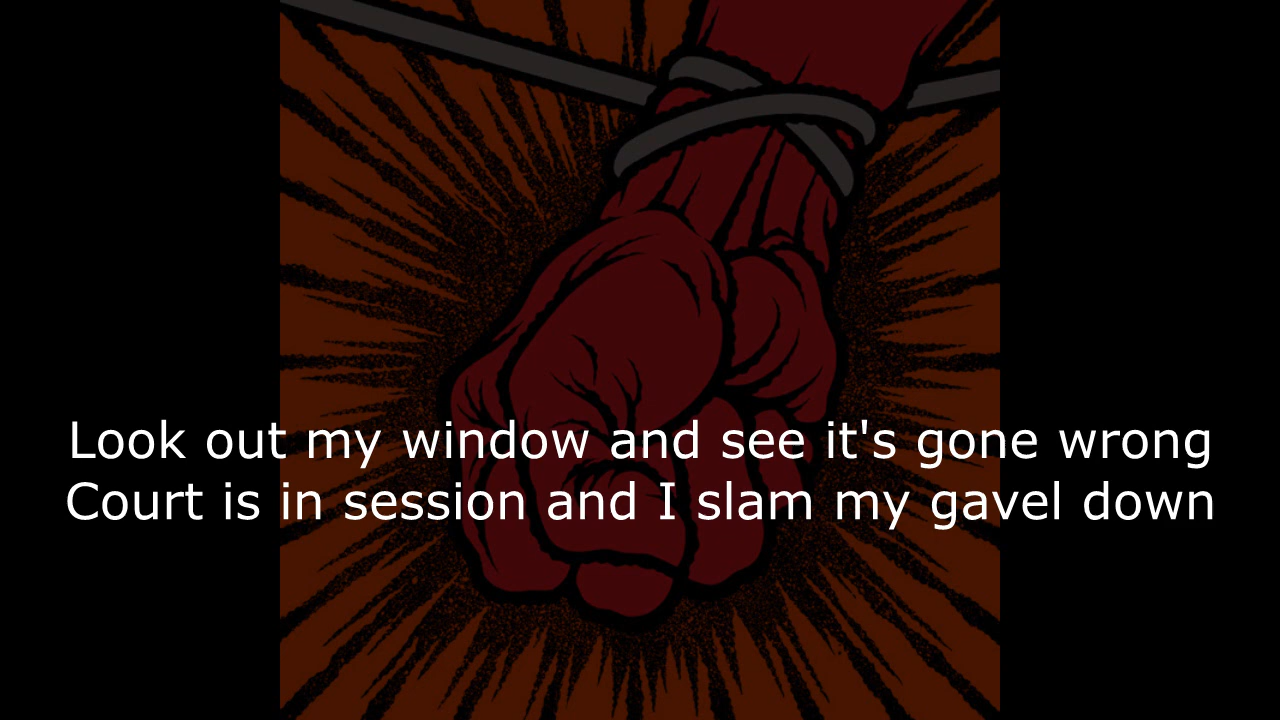 Look out my window and see it's gone wrong
Court is in session and I slam my gavel down